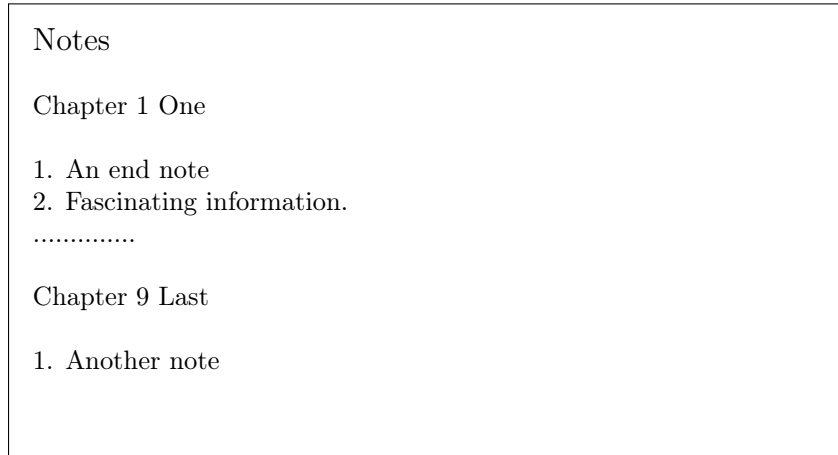 Notes
Chapter 1 One
1. An end note
2. Fascinating information.
..............
Chapter 9 Last
1. Another note